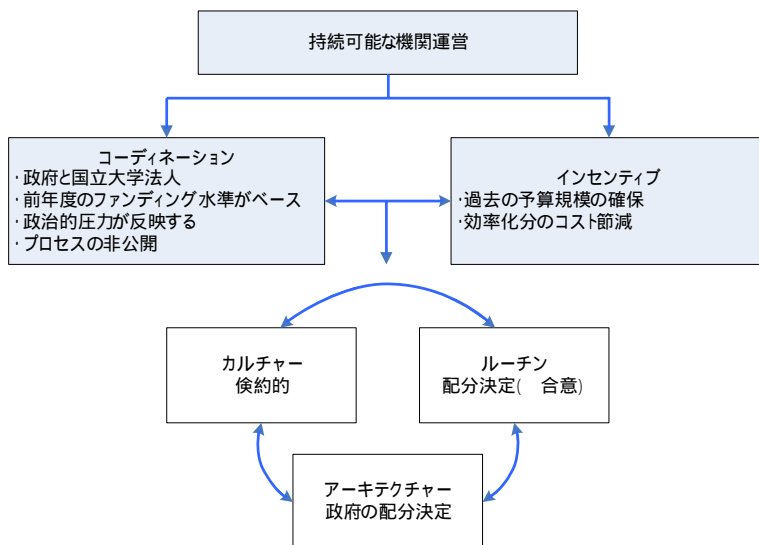 持続可能な機関運営
コーディネーション
・政府と国立大学法人
・前年度のファンディング水準がベース
・政治的圧力が反映する
・プロセスの非公開
インセンティブ
・過去の予算規模の確保
・効率化分のコスト節減
カルチャー
倹約的
ルーチン
配分決定(　合意)
アーキテクチャー
政府の配分決定